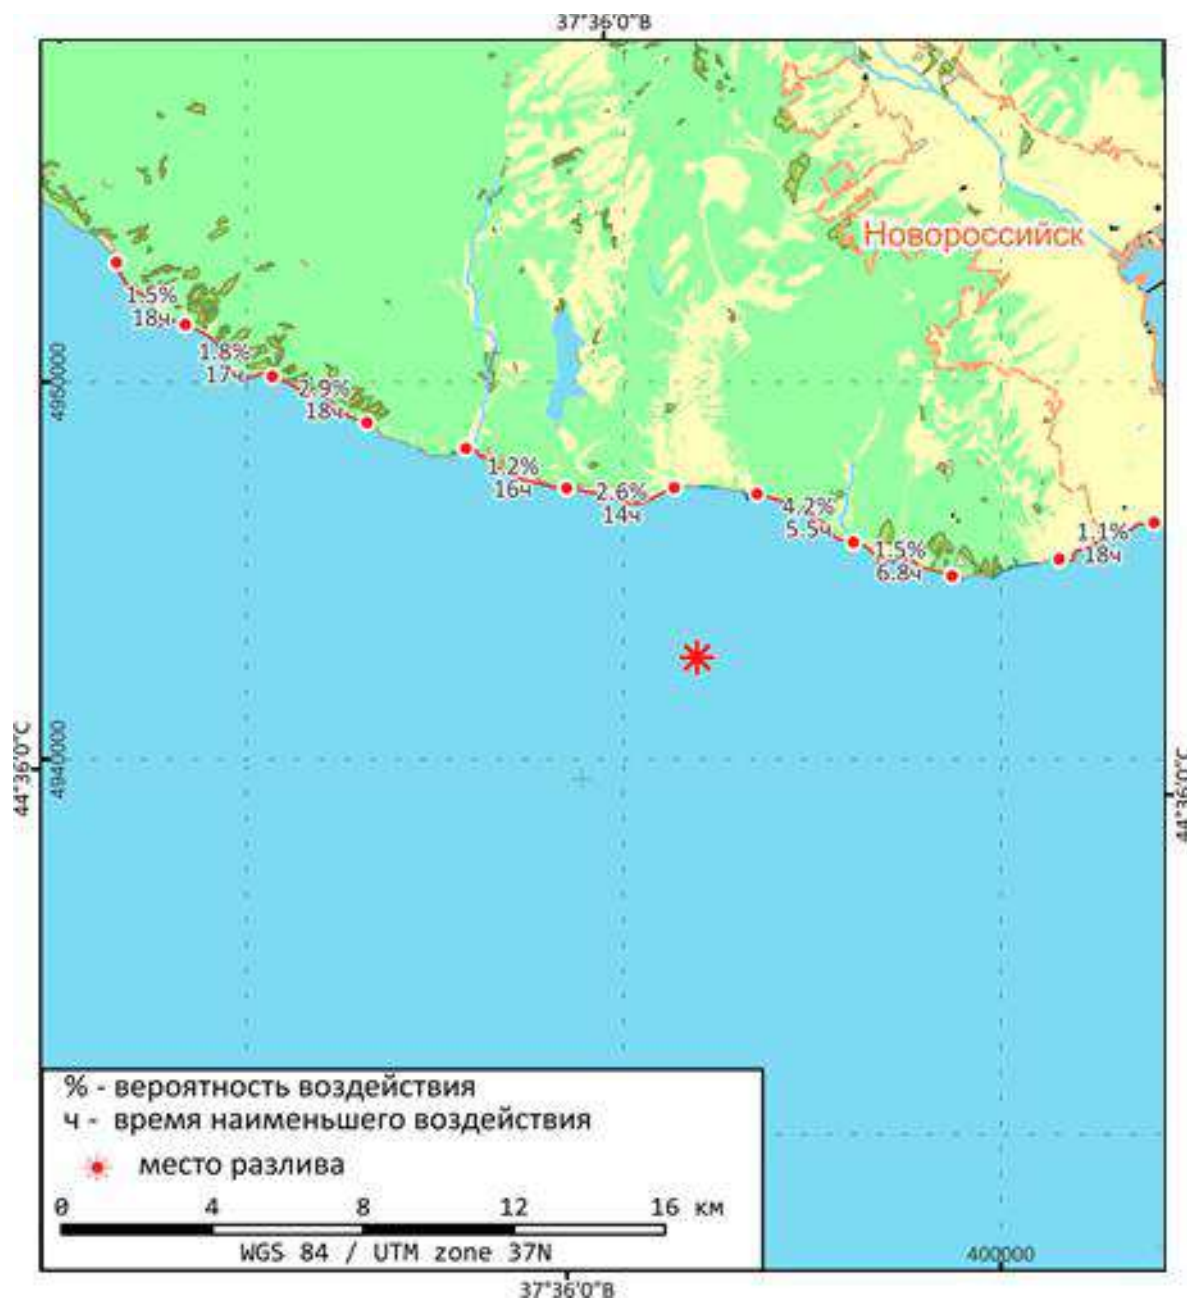 37°36'0"В
Новороссийск
1.5%
18ч
1.8%
17ч
4950000
2.9%
18ч
1.2%
16ч
2.6%
14ч
4.2%
5.5ч
1.5%
6.8ч
1.1%
18ч
44°36'0"С
4940000
44°36'0"С
% - вероятность воздействия
ч - время наименьшего воздействия
место разлива
0 4 8 12 16 км
WGS 84 / UTM zone 37N
400000
37°36'0"В